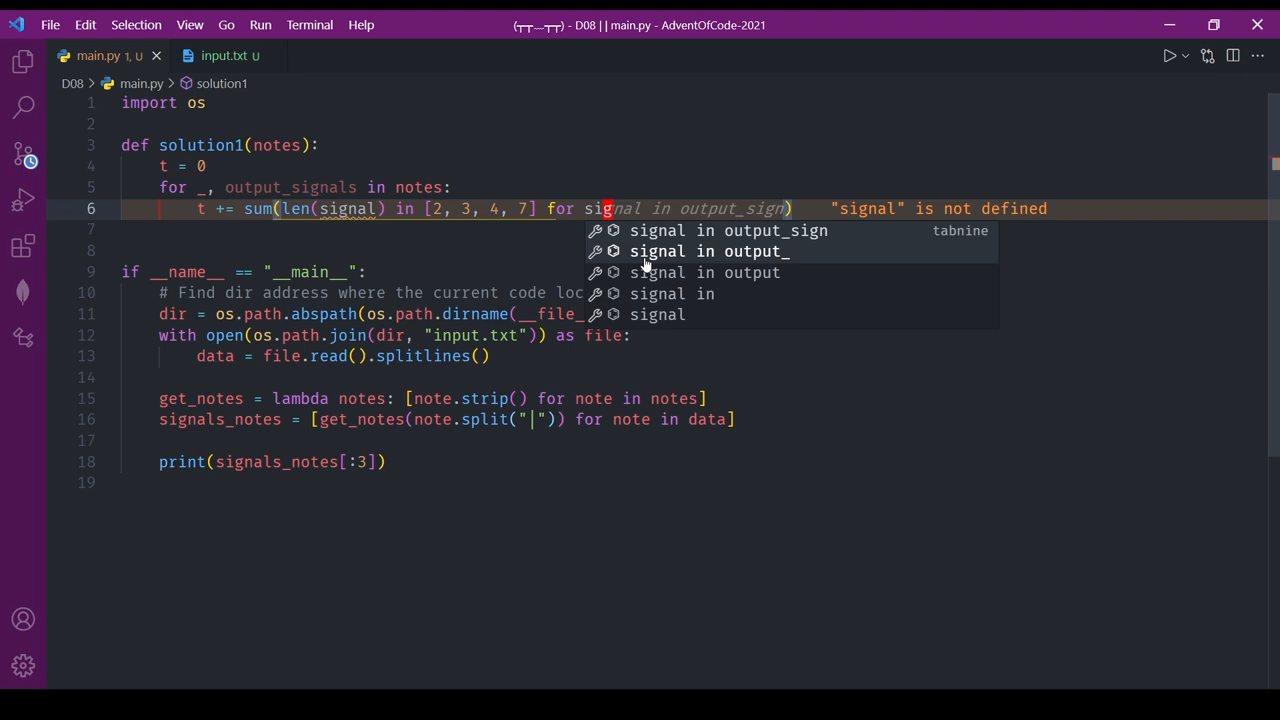 File Edit Selection View Go Run Terminal Help (┬┬﹏┬┬) - D08 | | main.py - AdventOfCode-2021
main.py 1, U input.txt U
D08 > main.py > solution1
1 import os
2
3 def solution1(notes):
4 t = 0
5 for _, output_signals in notes:
6 t += sum(len(signal) in [2, 3, 4, 7] for signal in output_sign) "signal" is not defined
7 signal in output_sign tabnine
8 signal in output_
9 if __name__ == "__main__":
signal in output
10 # Find dir address where the current code loc
signal in
11 dir = os.path.abspath(os.path.dirname(__file_
signal
12 with open(os.path.join(dir, "input.txt")) as file:
13 data = file.read().splitlines()
14
15 get_notes = lambda notes: [note.strip() for note in notes]
16 signals_notes = [get_notes(note.split("|")) for note in data]
17
18 print(signals_notes[:3])
19